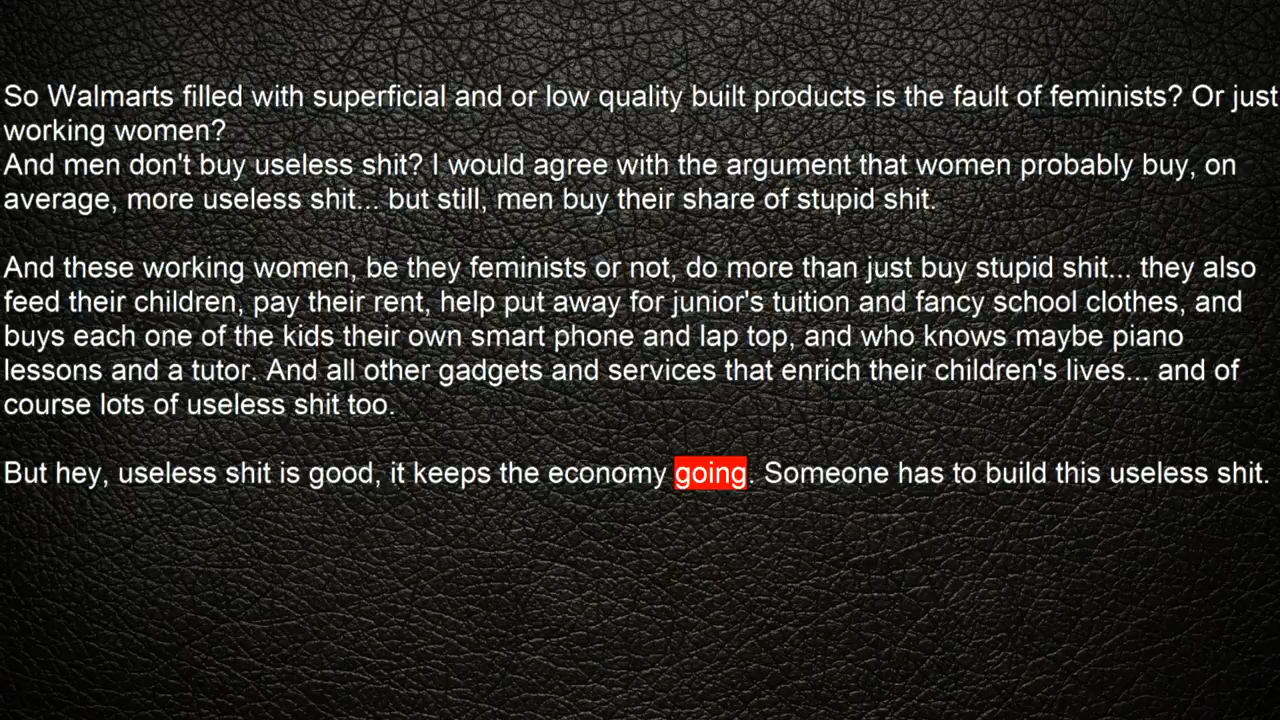 So Walmarts filled with superficial and or low quality built products is the fault of feminists? Or just
working women?
And men don't buy useless shit? I would agree with the argument that women probably buy, on
average, more useless shit... but still, men buy their share of stupid shit.
And these working women, be they feminists or not, do more than just buy stupid shit... they also
feed their children, pay their rent, help put away for junior's tuition and fancy school clothes, and
buys each one of the kids their own smart phone and lap top, and who knows maybe piano
lessons and a tutor. And all other gadgets and services that enrich their children's lives... and of
course lots of useless shit too.
But hey, useless shit is good, it keeps the economy going. Someone has to build this useless shit.